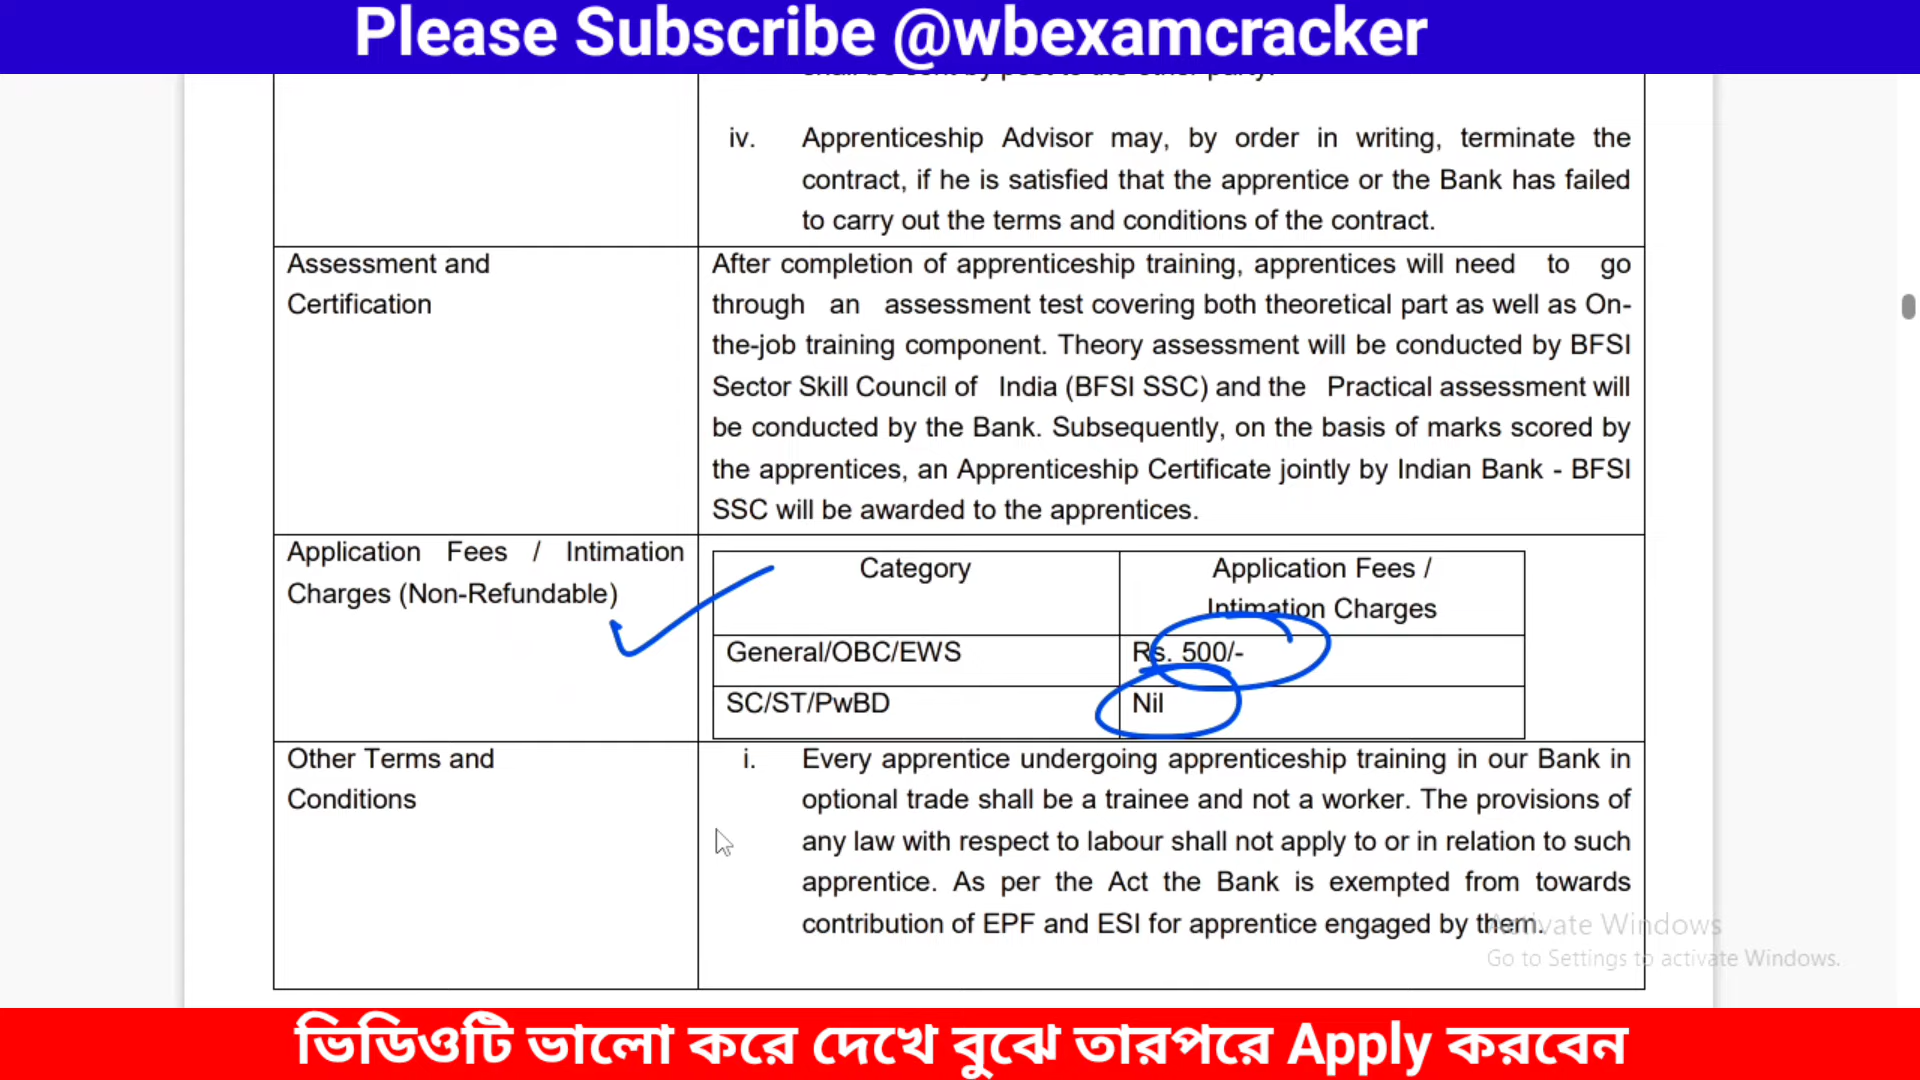 Please Subscribe @wbexamcracker
shall be sent by post to the other party.
iv. Apprenticeship Advisor may, by order in writing, terminate the
contract, if he is satisfied that the apprentice or the Bank has failed
to carry out the terms and conditions of the contract.
Assessment and
Certification
After completion of apprenticeship training, apprentices will need to go
through an assessment test covering both theoretical part as well as On-
the-job training component. Theory assessment will be conducted by BFSI
Sector Skill Council of India (BFSI SSC) and the Practical assessment will
be conducted by the Bank. Subsequently, on the basis of marks scored by
the apprentices, an Apprenticeship Certificate jointly by Indian Bank - BFSI
SSC will be awarded to the apprentices.
Application Fees / Intimation
Charges (Non-Refundable)
Category
Application Fees /
Intimation Charges
General/OBC/EWS
Rs. 500/-
SC/ST/PwBD
Nil
Other Terms and
Conditions
i. Every apprentice undergoing apprenticeship training in our Bank in
optional trade shall be a trainee and not a worker. The provisions of
any law with respect to labour shall not apply to or in relation to such
apprentice. As per the Act the Bank is exempted from towards
contribution of EPF and ESI for apprentice engaged by them.
Activate Windows
Go to Settings to activate Windows.
ভিডিওটি ভালো করে দেখে বুঝে তারপরে Apply করবেন